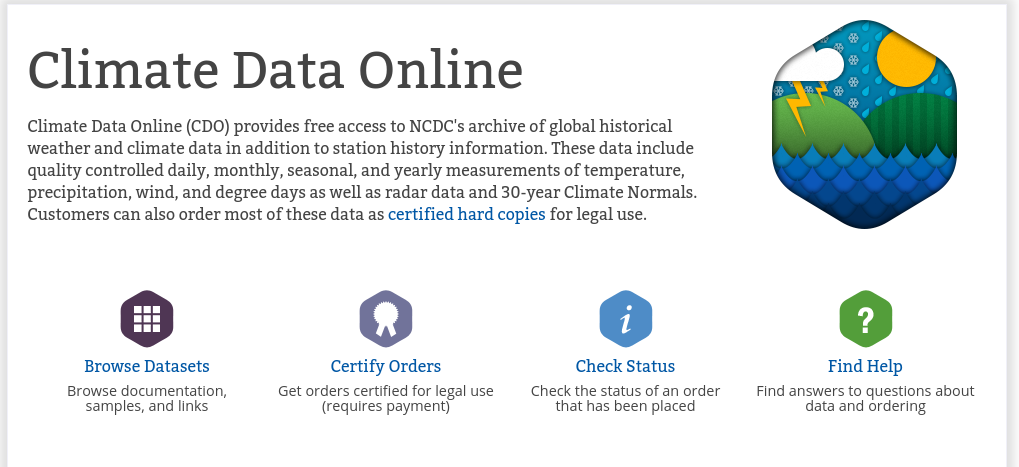 Climate Data Online
Climate Data Online (CDO) provides free access to NCDC's archive of global historical
weather and climate data in addition to station history information. These data include
quality controlled daily, monthly, seasonal, and yearly measurements of temperature,
precipitation, wind, and degree days as well as radar data and 30-year Climate Normals.
Customers can also order most of these data as certified hard copies for legal use.
Browse Datasets
Browse documentation,
samples, and links
Certify Orders
Get orders certified for legal use
(requires payment)
i
Check Status
Check the status of an order
that has been placed
?
Find Help
Find answers to questions about
data and ordering